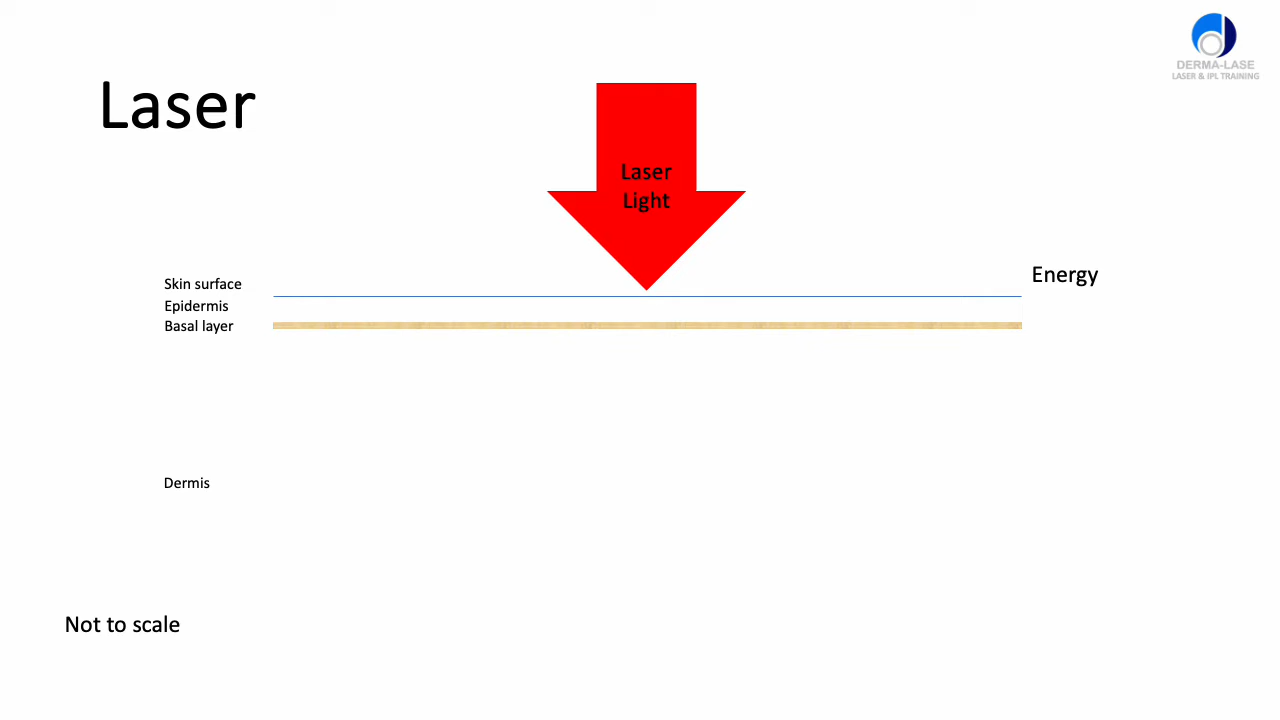 DERMA-LASE
LASER & IPL TRAINING
Laser
Laser
Light
Energy
Skin surface
Epidermis
Basal layer
Dermis
Not to scale